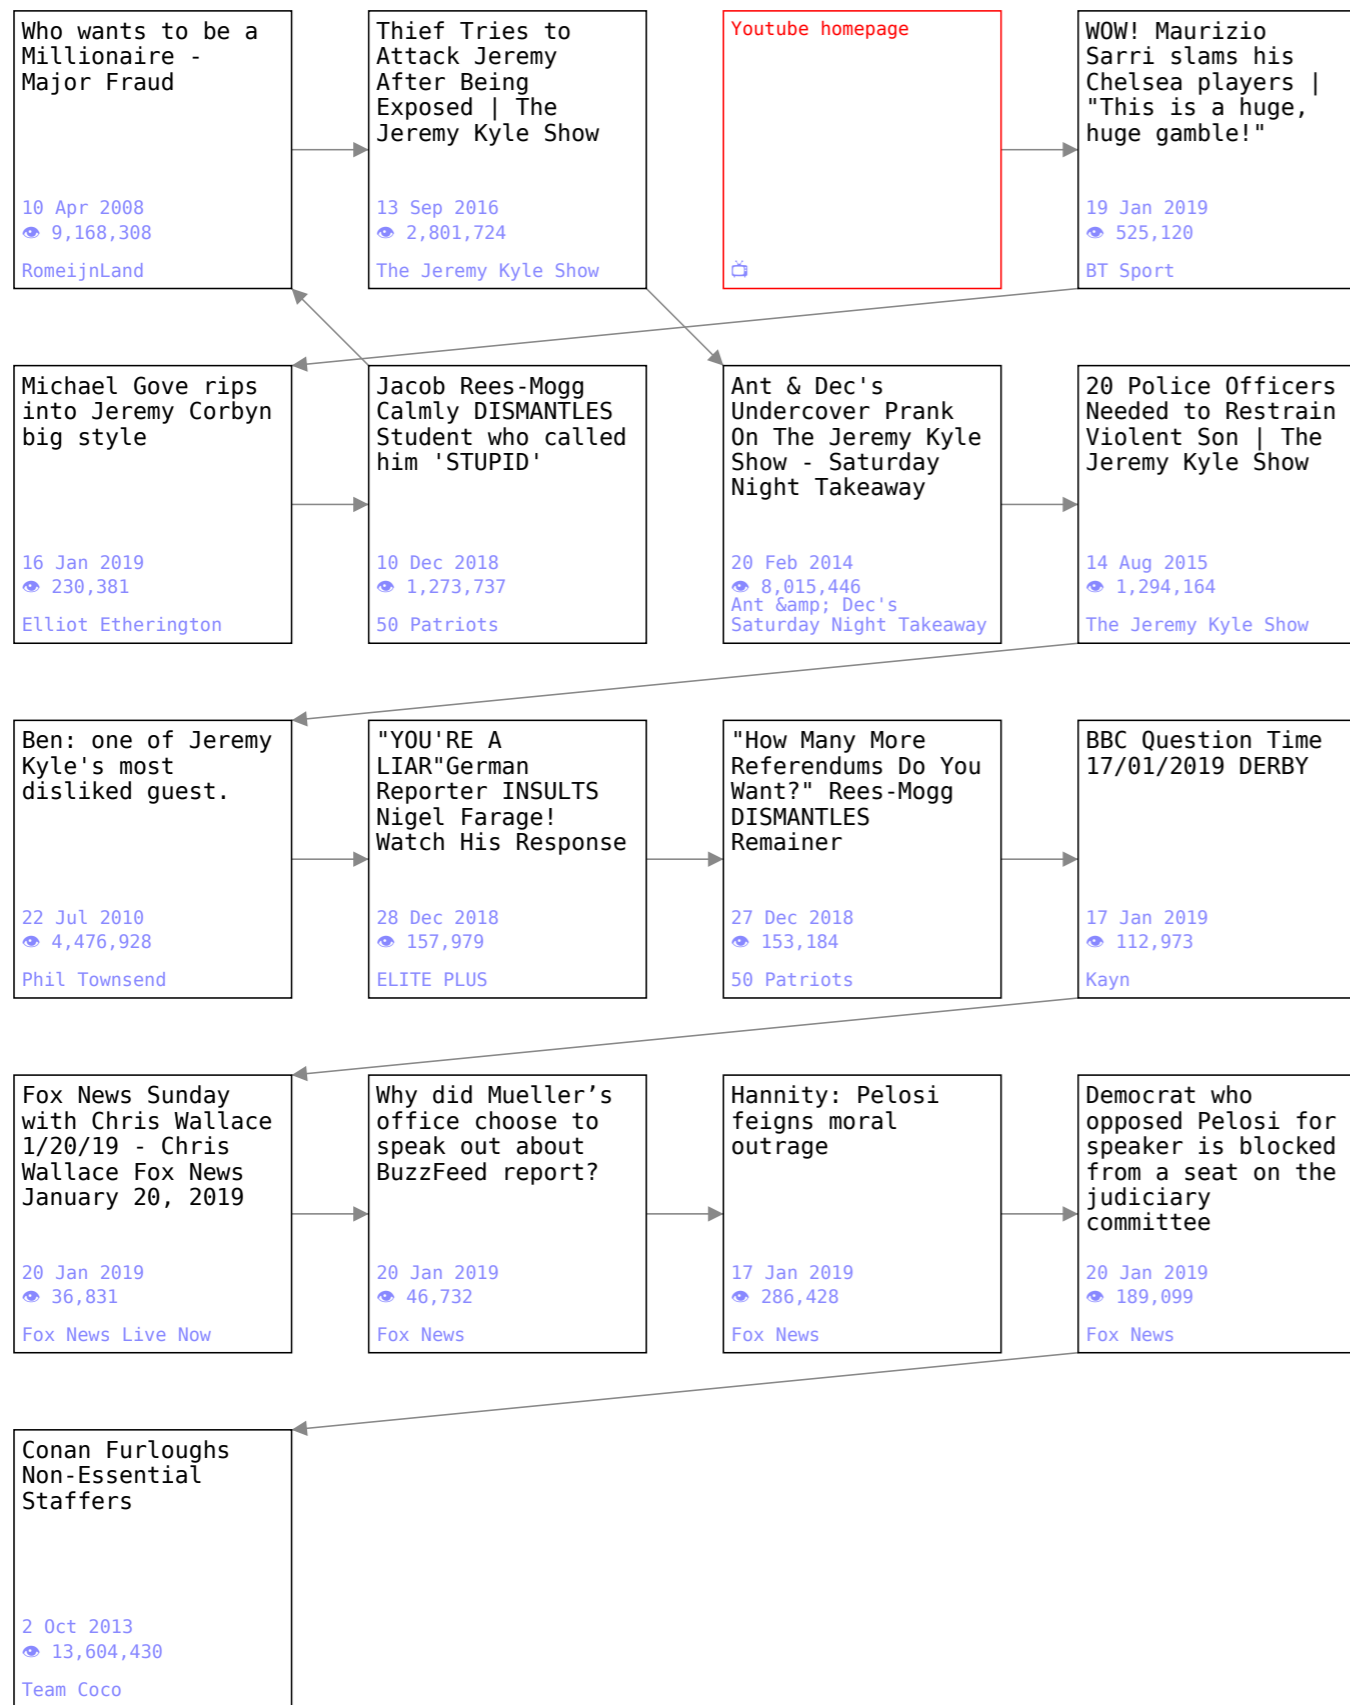 Who wants to be a
Millionaire -
Major Fraud
10 Apr 2008
👁 9,168,308
RomeijnLand
Thief Tries to
Attack Jeremy
After Being
Exposed | The
Jeremy Kyle Show
13 Sep 2016
👁 2,801,724
The Jeremy Kyle Show
Youtube homepage
📺
WOW! Maurizio
Sarri slams his
Chelsea players |
"This is a huge,
huge gamble!"
19 Jan 2019
👁 525,120
BT Sport
Michael Gove rips
into Jeremy Corbyn
big style
16 Jan 2019
👁 230,381
Elliot Etherington
Jacob Rees-Mogg
Calmly DISMANTLES
Student who called
him 'STUPID'
10 Dec 2018
👁 1,273,737
50 Patriots
Ant & Dec's
Undercover Prank
On The Jeremy Kyle
Show - Saturday
Night Takeaway
20 Feb 2014
👁 8,015,446
Ant &amp; Dec's
Saturday Night Takeaway
20 Police Officers
Needed to Restrain
Violent Son | The
Jeremy Kyle Show
14 Aug 2015
👁 1,294,164
The Jeremy Kyle Show
Ben: one of Jeremy
Kyle's most
disliked guest.
22 Jul 2010
👁 4,476,928
Phil Townsend
"YOU'RE A
LIAR"German
Reporter INSULTS
Nigel Farage!
Watch His Response
28 Dec 2018
👁 157,979
ELITE PLUS
"How Many More
Referendums Do You
Want?" Rees-Mogg
DISMANTLES
Remainer
27 Dec 2018
👁 153,184
50 Patriots
BBC Question Time
17/01/2019 DERBY
17 Jan 2019
👁 112,973
Kayn
Fox News Sunday
with Chris Wallace
1/20/19 - Chris
Wallace Fox News
January 20, 2019
20 Jan 2019
👁 36,831
Fox News Live Now
Why did Mueller’s
office choose to
speak out about
BuzzFeed report?
20 Jan 2019
👁 46,732
Fox News
Hannity: Pelosi
feigns moral
outrage
17 Jan 2019
👁 286,428
Fox News
Democrat who
opposed Pelosi for
speaker is blocked
from a seat on the
judiciary
committee
20 Jan 2019
👁 189,099
Fox News
Conan Furloughs
Non-Essential
Staffers
2 Oct 2013
👁 13,604,430
Team Coco